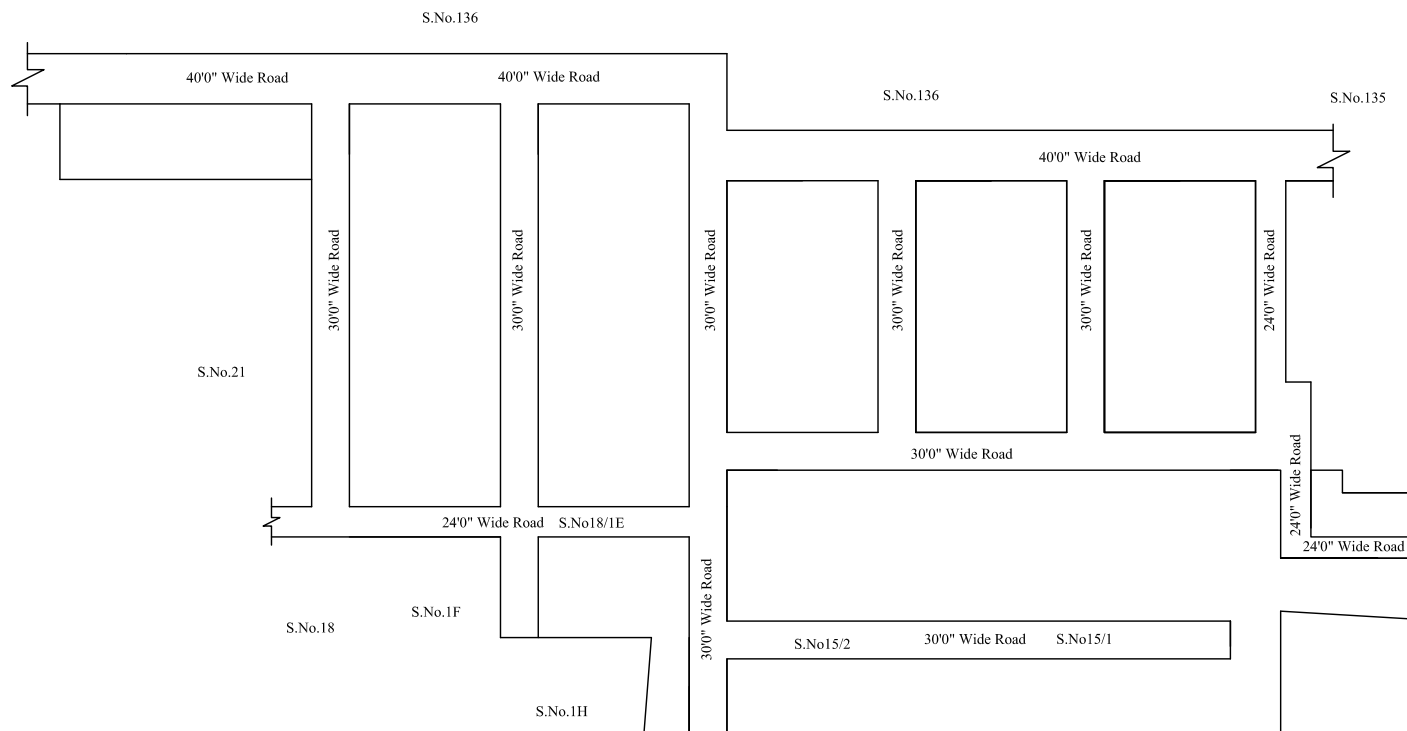 S.No.136
40'0" Wide Road
40'0" Wide Road
S.No.136
S.No.135
40'0" Wide Road
30'0" Wide Road
30'0" Wide Road
30'0" Wide Road
30'0" Wide Road
30'0" Wide Road
24'0" Wide Road
S.No.21
30'0" Wide Road
24'0" Wide Road
24'0" Wide Road
S.No18/1E
24'0" Wide Road
30'0" Wide Road
S.No.1F
S.No.18
S.No15/2
30'0" Wide Road
S.No15/1
S.No.1H